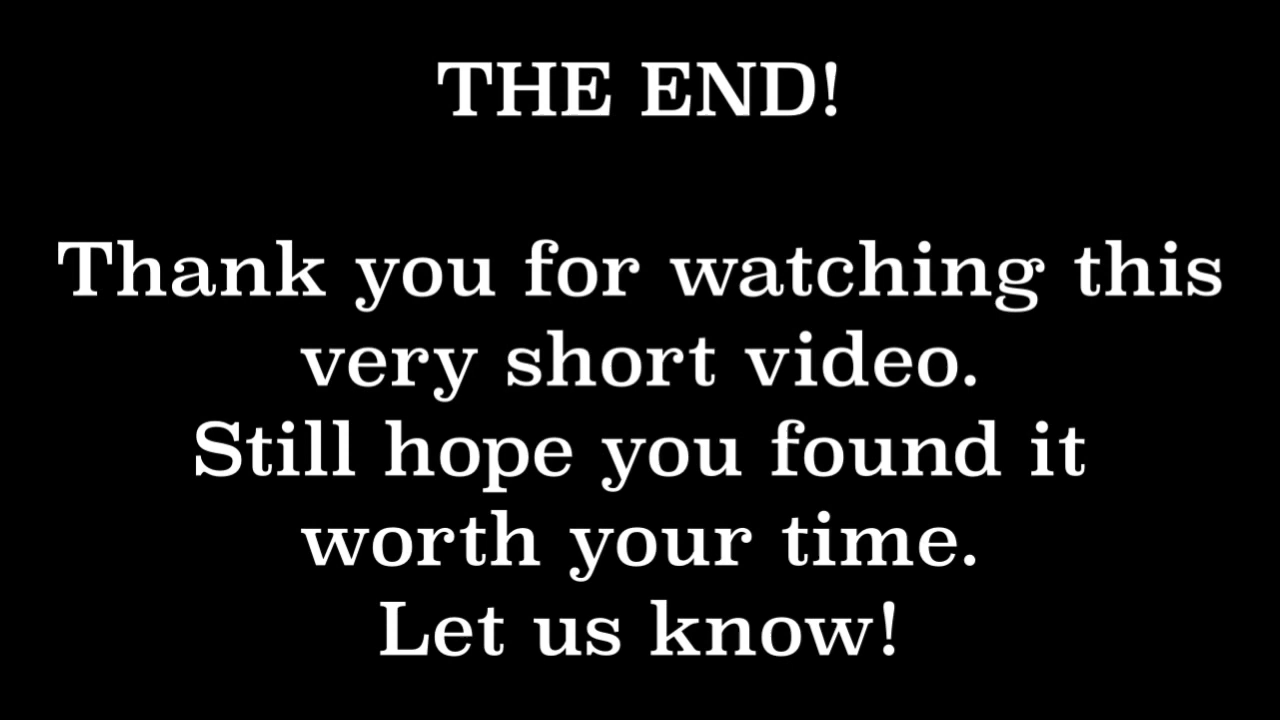 THE END!
Thank you for watching this
very short video.
Still hope you found it
worth your time.
Let us know!